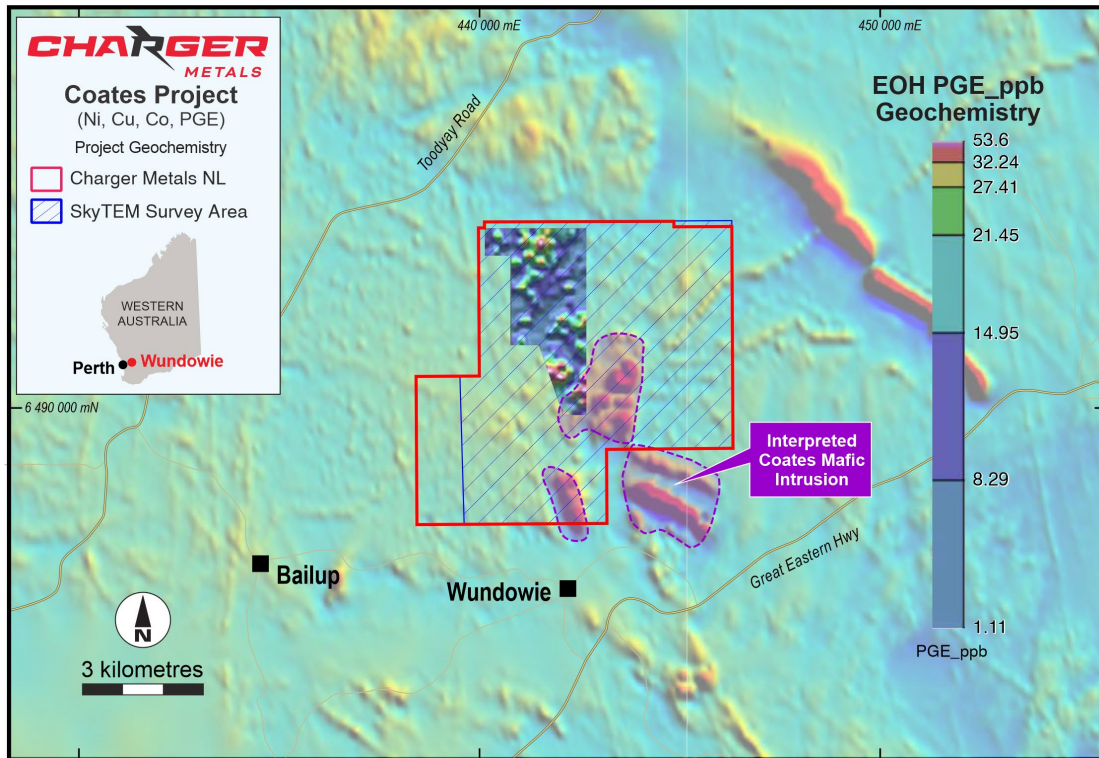 CHARGER
METALS
Coates Project
(Ni, Cu, Co, PGE)
Project Geochemistry
Charger Metals NL
SkyTEM Survey Area
WESTERN
AUSTRALIA
Perth
Wundowie
440 000 mE
450 000 mE
Toodyay Road
EOH PGE_ppb
Geochemistry
53.6
32.24
27.41
21.45
14.95
8.29
1.11
PGE_ppb
6 490 000 mN
Interpreted
Coates Mafic
Intrusion
Great Eastern Hwy
Bailup
Wundowie
N
3 kilometres